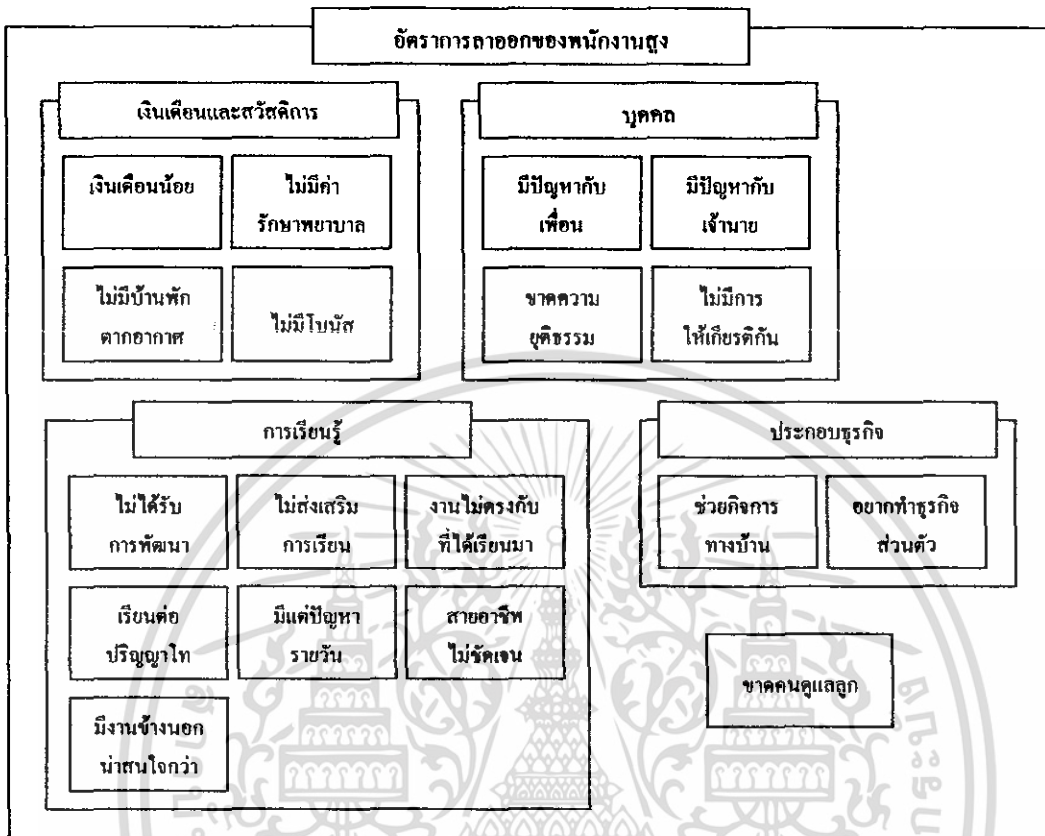 อัตราการลาออกของพนักงานสูง
เงินเดือนและสวัสดิการ
เงินเดือนน้อย
ไม่มีค่า
รักษาพยาบาล
ไม่มีบ้านพัก
ตากอากาศ
ไม่มีโบนัส
บุคคล
มีปัญหากับ
เพื่อน
มีปัญหากับ
เจ้านาย
ขาดความ
ยุติธรรม
ไม่มีการ
ให้เกียรติกัน
การเรียนรู้
ไม่ได้รับ
การพัฒนา
ไม่ส่งเสริม
การเรียน
งานไม่ตรงกับ
ที่ได้เรียนมา
เรียนต่อ
ปริญญาโท
มีแต่ปัญหา
รายวัน
สายอาชีพ
ไม่ชัดเจน
มีงานข้างนอก
น่าสนใจกว่า
ประกอบธุรกิจ
ช่วยกิจการ
ทางบ้าน
อยากทำธุรกิจ
ส่วนตัว
ขาดคนดูแลลูก